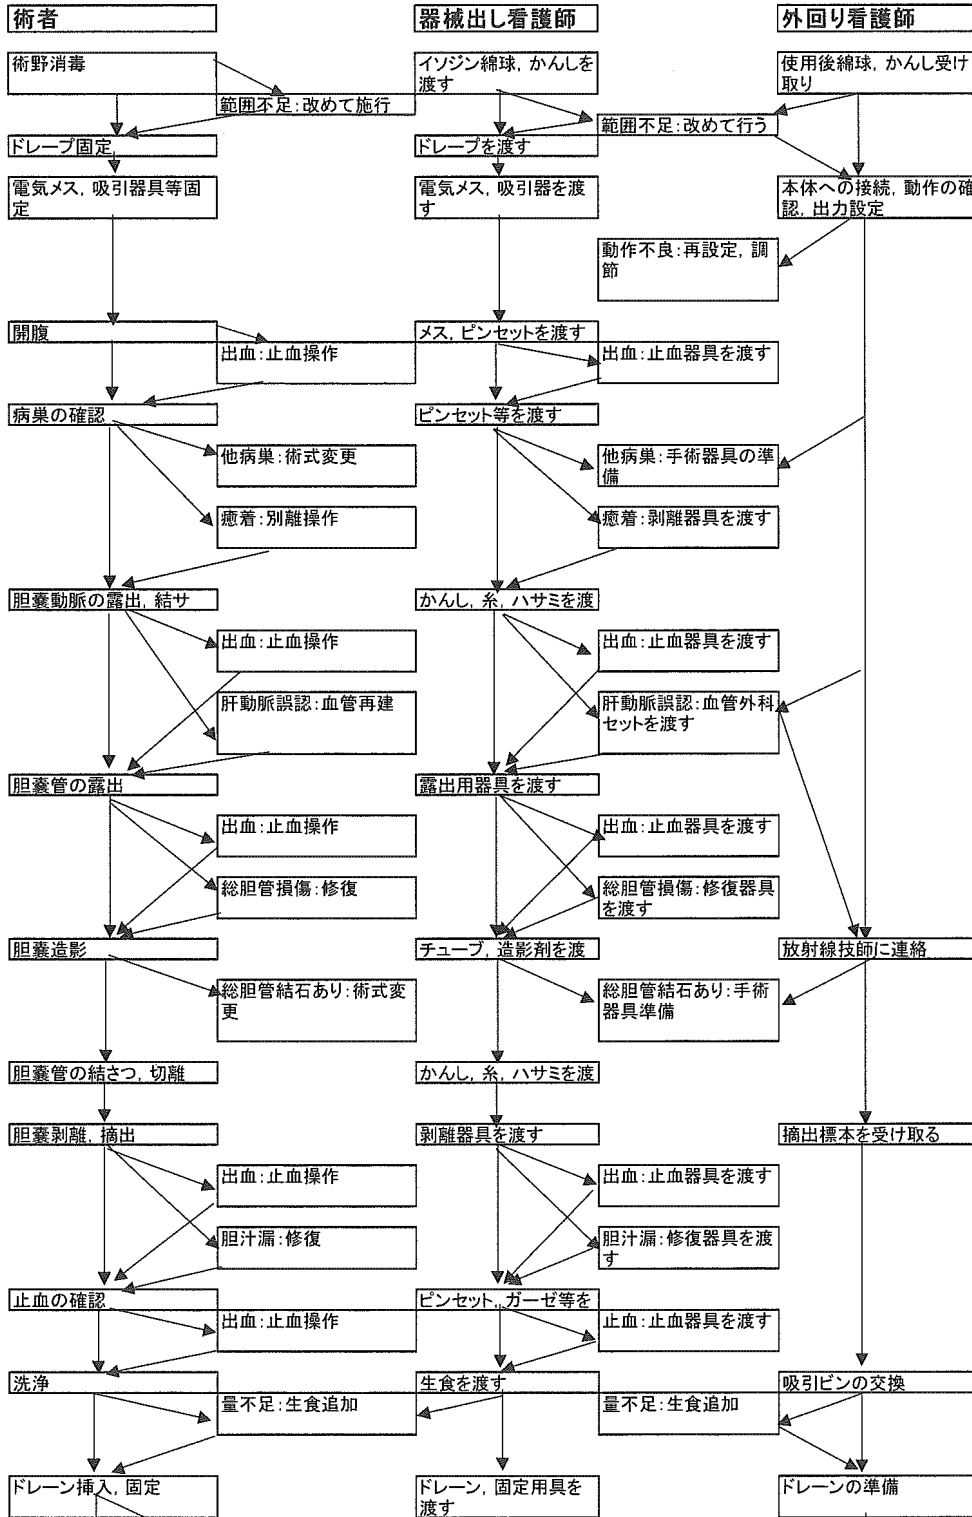 術者
器械出し看護師
外回り看護師
術野消毒
イソジン綿球, かんしを
渡す
使用後綿球, かんし受け
取り
範囲不足:改めて施行
範囲不足:改めて行う
ドレープ固定
ドレープを渡す
電気メス, 吸引器具等固
定
電気メス, 吸引器を渡
す
本体への接続, 動作の確
認, 出力設定
動作不良:再設定, 調
節
開腹
メス, ピンセットを渡す
出血:止血操作
出血:止血器具を渡す
病巣の確認
ピンセット等を渡す
他病巣:術式変更
他病巣:手術器具の準
備
癒着:別離操作
癒着:剥離器具を渡す
胆嚢動脈の露出, 結サ
かんし, 糸, ハサミを渡
出血:止血操作
出血:止血器具を渡す
肝動脈誤認:血管再建
肝動脈誤認:血管外科
セットを渡す
胆嚢管の露出
露出用器具を渡す
出血:止血操作
出血:止血器具を渡す
総胆管損傷:修復
総胆管損傷:修復器具
を渡す
胆嚢造影
チューブ, 造影剤を渡
放射線技師に連絡
総胆管結石あり:術式変
更
総胆管結石あり:手術
器具準備
胆嚢管の結さつ, 切離
かんし, 糸, ハサミを渡
胆嚢剥離, 摘出
剥離器具を渡す
摘出標本を受け取る
出血:止血操作
出血:止血器具を渡す
胆汁漏:修復
胆汁漏:修復器具を渡
す
止血の確認
ピンセット, ガーゼ等を
出血:止血操作
止血:止血器具を渡す
洗浄
生食を渡す
吸引ビンの交換
量不足:生食追加
量不足:生食追加
ドレーン挿入, 固定
ドレーン, 固定用具を
渡す
ドレーンの準備